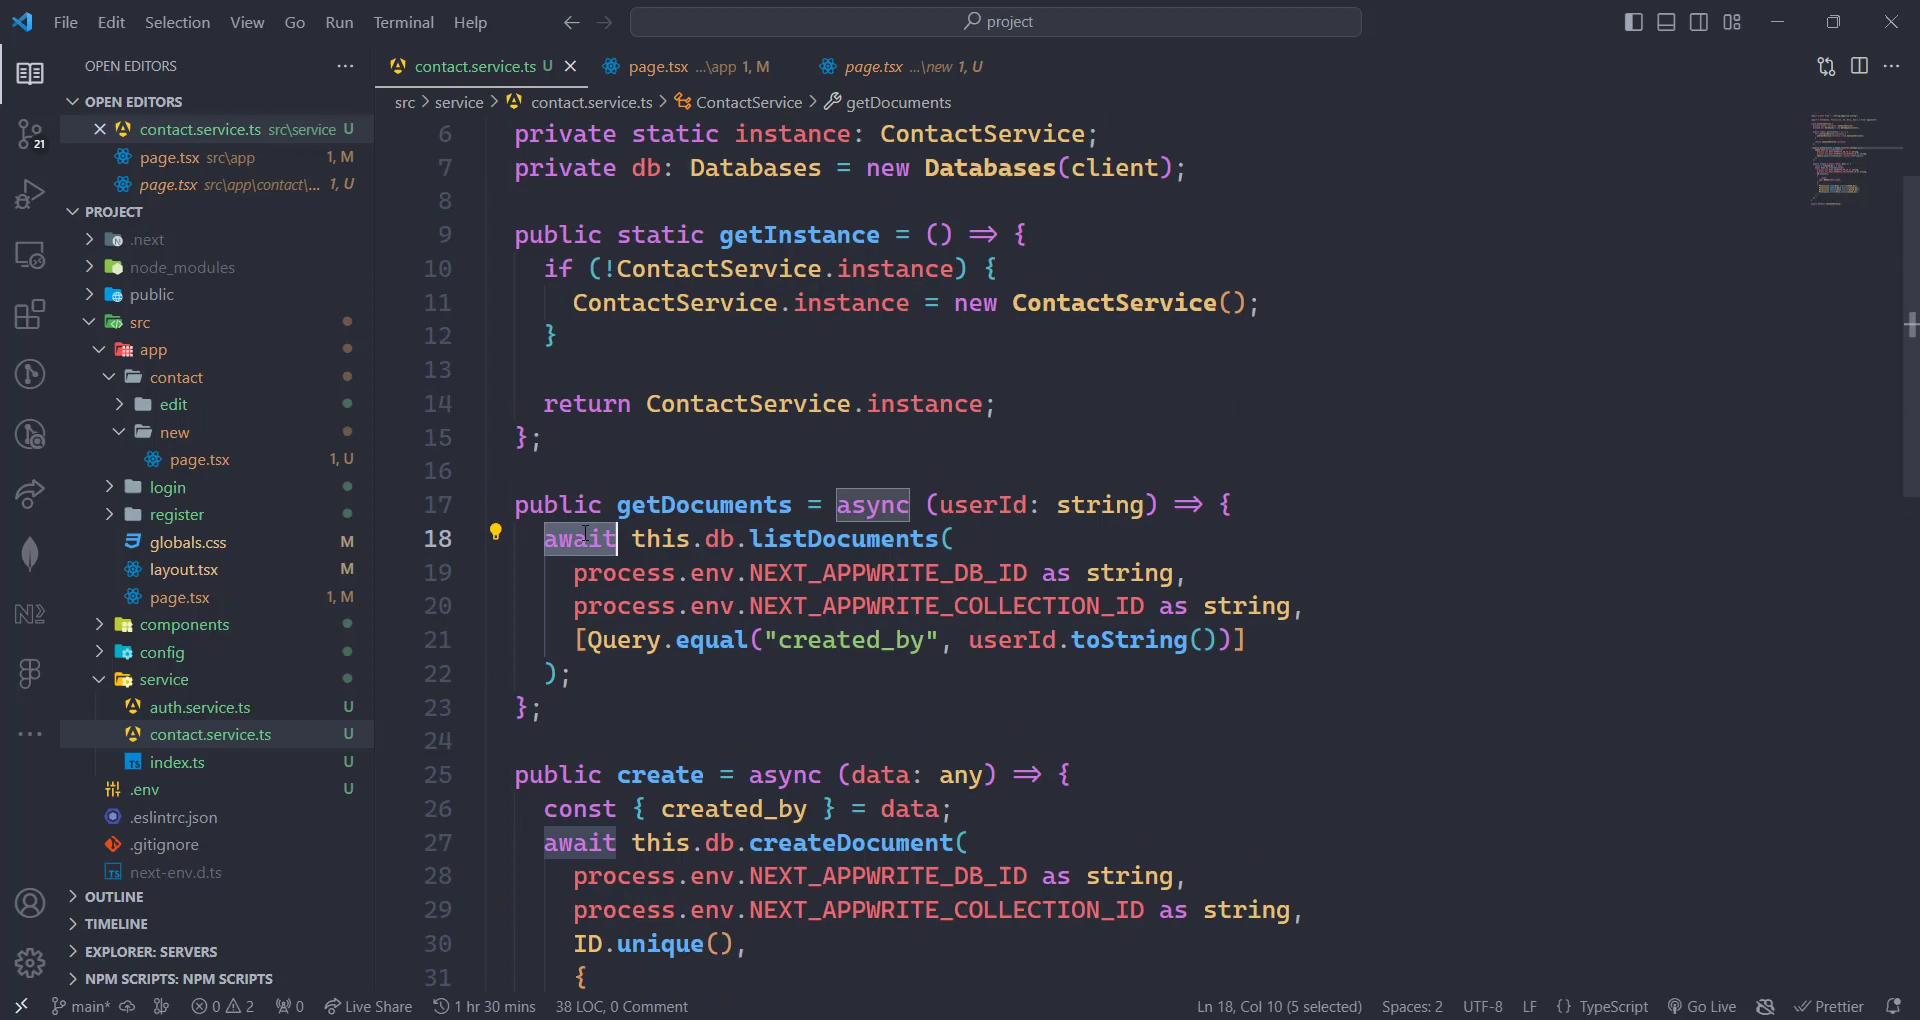 File Edit Selection View Go Run Terminal Help
project
OPEN EDITORS
OPEN EDITORS
contact.service.ts src\service U
page.tsx src\app 1, M
page.tsx src\app\contact\... 1, U
PROJECT
.next
node_modules
public
src
app
contact
edit
new
page.tsx 1, U
login
register
globals.css M
layout.tsx M
page.tsx 1, M
components
config
service
auth.service.ts U
contact.service.ts U
index.ts U
.env U
.eslintrc.json
.gitignore
next-env.d.ts
OUTLINE
TIMELINE
EXPLORER: SERVERS
NPM SCRIPTS: NPM SCRIPTS
21
contact.service.ts U page.tsx ...\app 1, M page.tsx ...\new 1, U
src > service > contact.service.ts > ContactService > getDocuments
6 private static instance: ContactService;
7 private db: Databases = new Databases(client);
8
9 public static getInstance = () => {
10 if (!ContactService.instance) {
11 ContactService.instance = new ContactService();
12 }
13
14 return ContactService.instance;
15 };
16
17 public getDocuments = async (userId: string) => {
18 await this.db.listDocuments(
19 process.env.NEXT_APPWRITE_DB_ID as string,
20 process.env.NEXT_APPWRITE_COLLECTION_ID as string,
21 [Query.equal("created_by", userId.toString())]
22 );
23 };
24
25 public create = async (data: any) => {
26 const { created_by } = data;
27 await this.db.createDocument(
28 process.env.NEXT_APPWRITE_DB_ID as string,
29 process.env.NEXT_APPWRITE_COLLECTION_ID as string,
30 ID.unique(),
31 {
main* 0 2 0 Live Share 1 hr 30 mins 38 LOC, 0 Comment Ln 18, Col 10 (5 selected) Spaces: 2 UTF-8 LF {} TypeScript Go Live Prettier